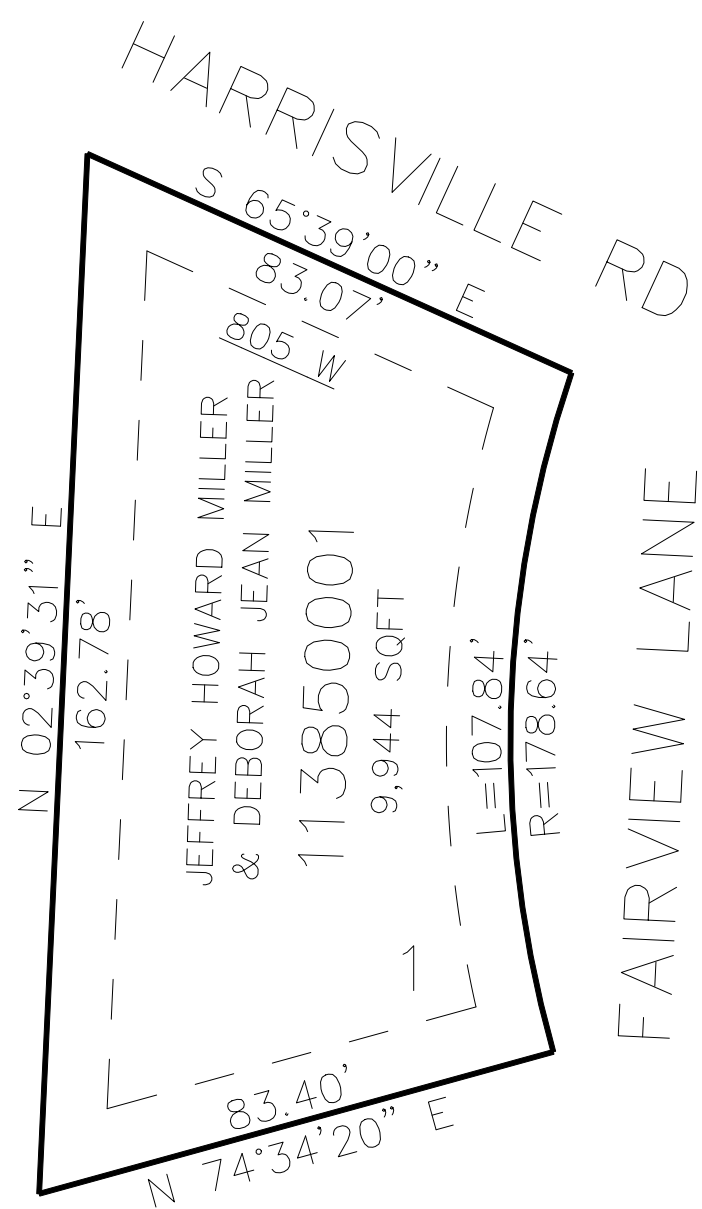 HARRISVILLE RD
S 65°39'00" E
83.07'
805 W
N 02°39'31" E
162.78'
JEFFREY HOWARD MILLER
& DEBORAH JEAN MILLER
113850001
9,944 SQFT
L=107.84'
R=178.64'
FAIRVIEW LANE
1
83.40'
N 74°34'20" E